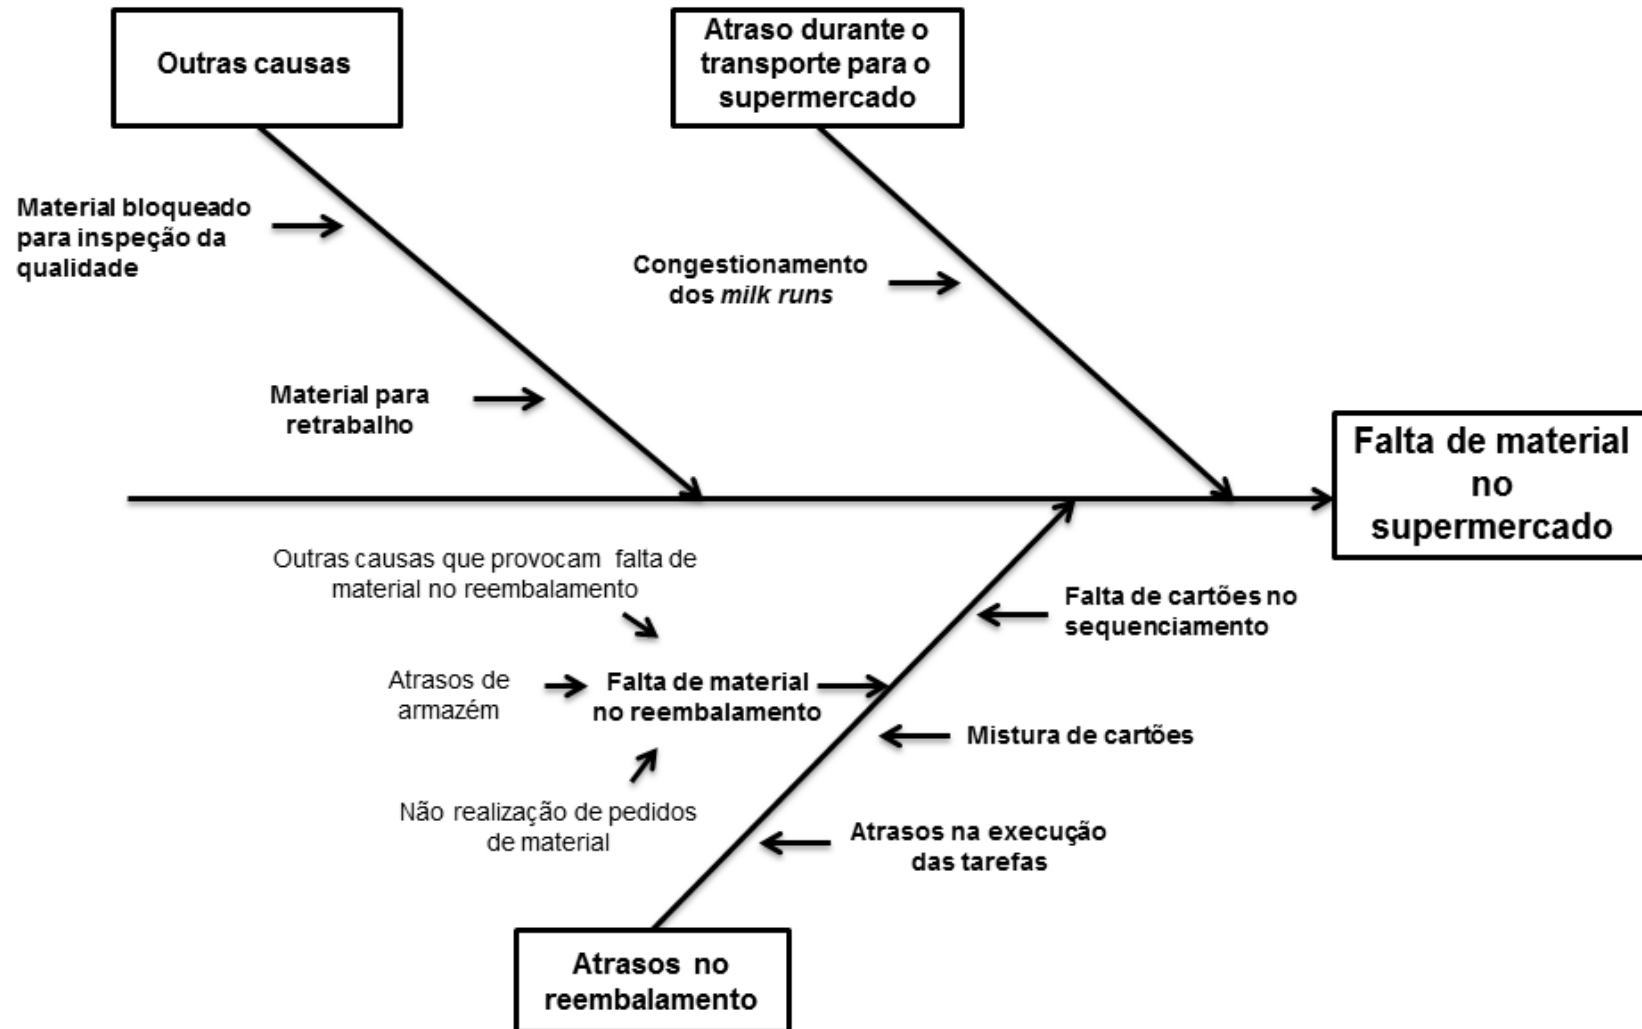 Outras causas
Atraso durante o
transporte para o
supermercado
Material bloqueado
para inspeção da
qualidade
Congestionamento
dos milk runs
Material para
retrabalho
Falta de material
no
supermercado
Outras causas que provocam falta de
material no reembalamento
Falta de cartões no
sequenciamento
Atrasos de
armazém
Falta de material
no reembalamento
Mistura de cartões
Não realização de pedidos
de material
Atrasos na execução
das tarefas
Atrasos no
reembalamento